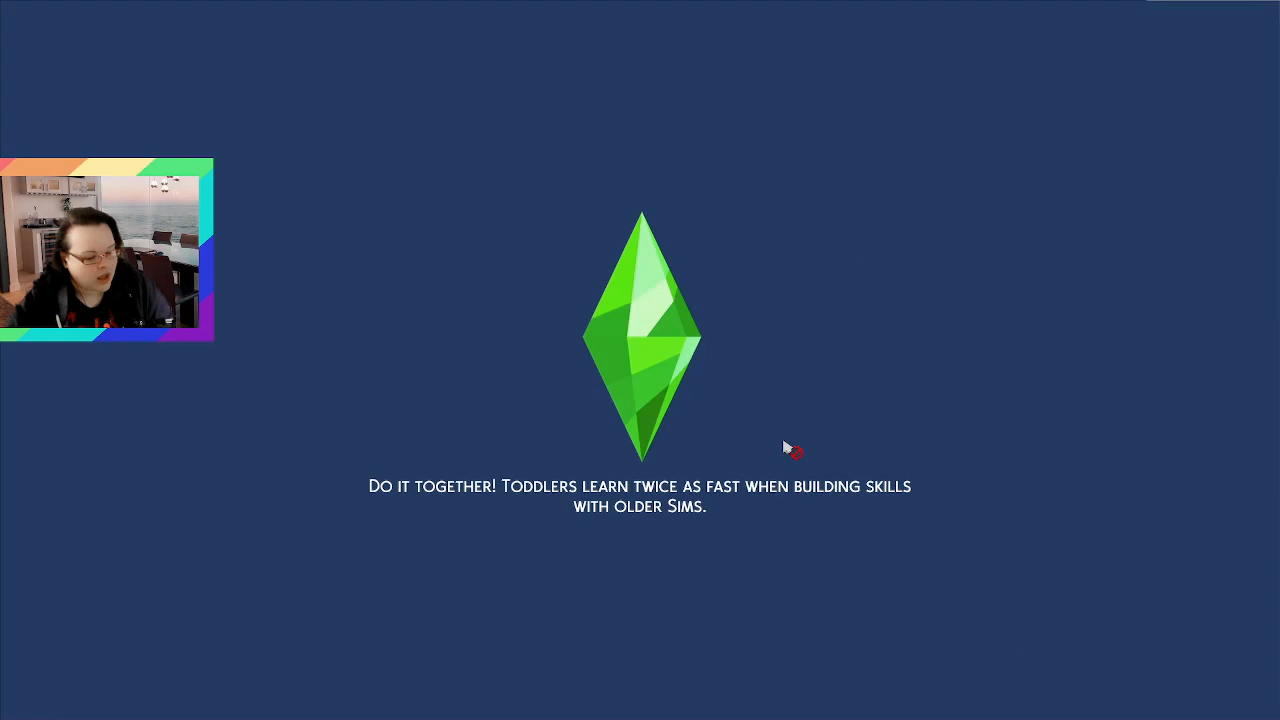 Do it together! Toddlers learn twice as fast when building skills
with older Sims.